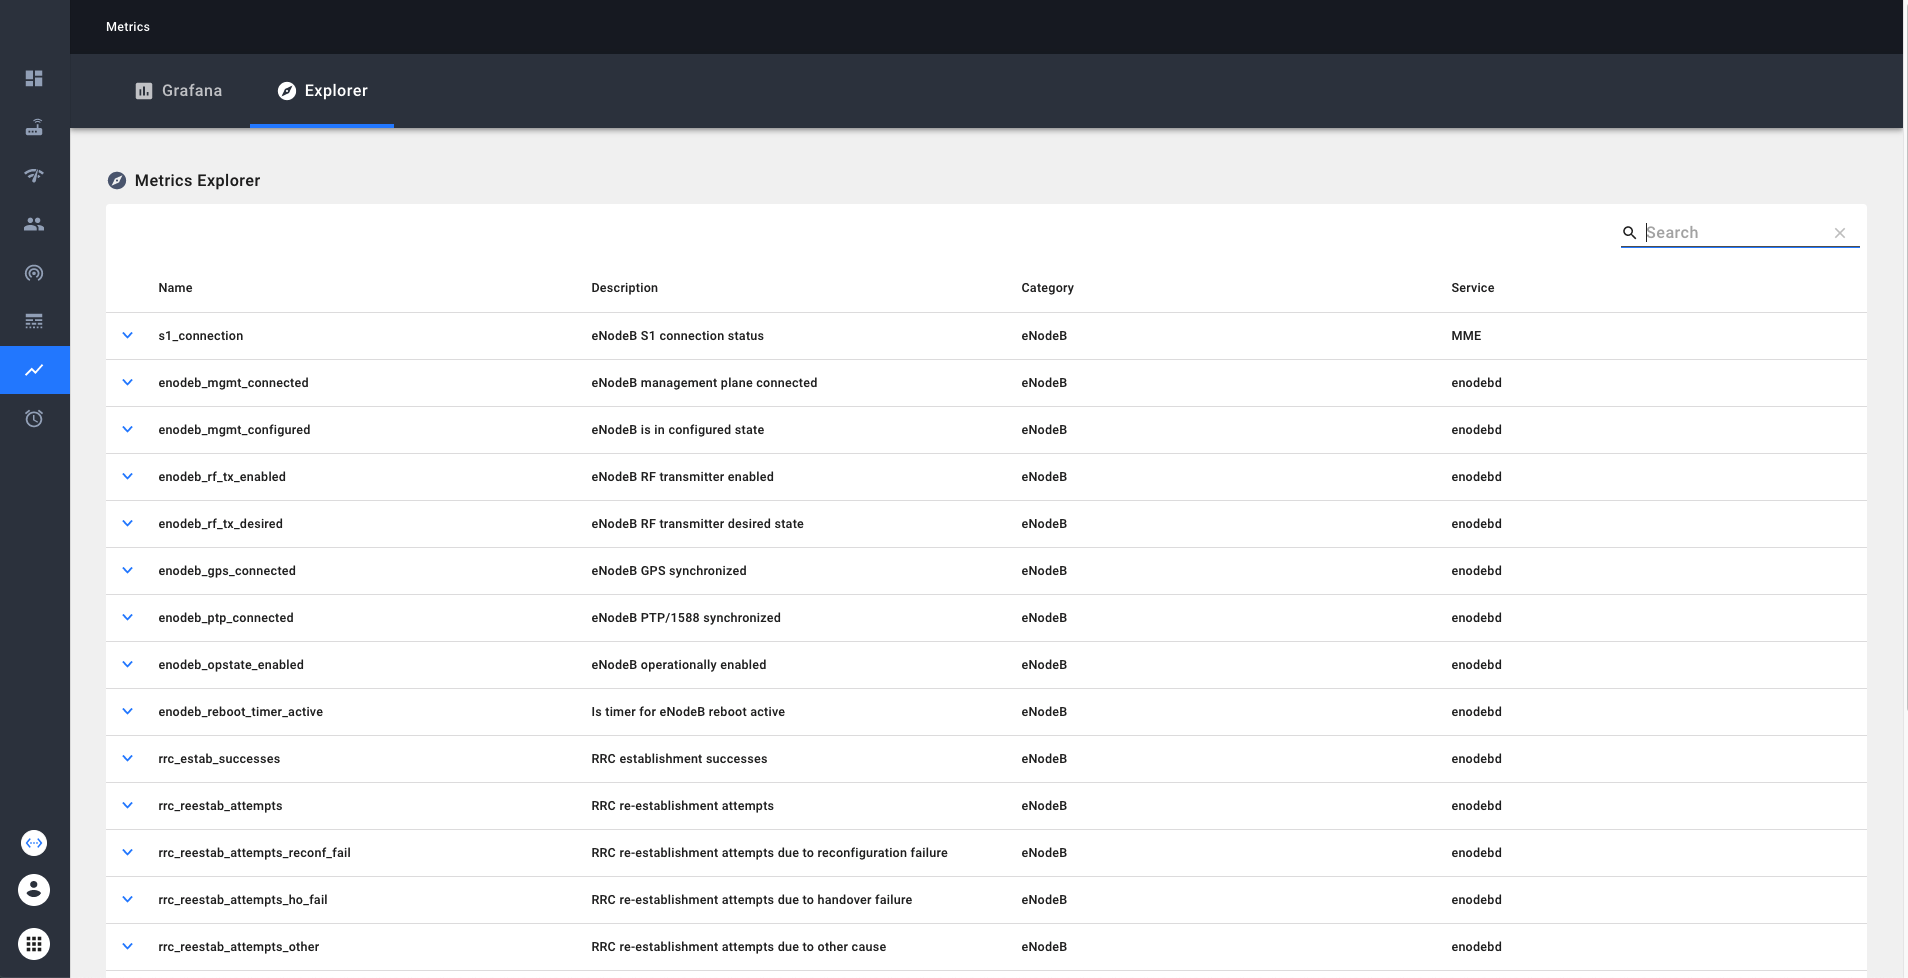 Metrics
Grafana Explorer
Metrics Explorer
Search
Name Description Category Service
s1_connection eNodeB S1 connection status eNodeB MME
enodeb_mgmt_connected eNodeB management plane connected eNodeB enodebd
enodeb_mgmt_configured eNodeB is in configured state eNodeB enodebd
enodeb_rf_tx_enabled eNodeB RF transmitter enabled eNodeB enodebd
enodeb_rf_tx_desired eNodeB RF transmitter desired state eNodeB enodebd
enodeb_gps_connected eNodeB GPS synchronized eNodeB enodebd
enodeb_ptp_connected eNodeB PTP/1588 synchronized eNodeB enodebd
enodeb_opstate_enabled eNodeB operationally enabled eNodeB enodebd
enodeb_reboot_timer_active Is timer for eNodeB reboot active eNodeB enodebd
rrc_estab_successes RRC establishment successes eNodeB enodebd
rrc_reestab_attempts RRC re-establishment attempts eNodeB enodebd
rrc_reestab_attempts_reconf_fail RRC re-establishment attempts due to reconfiguration failure eNodeB enodebd
rrc_reestab_attempts_ho_fail RRC re-establishment attempts due to handover failure eNodeB enodebd
rrc_reestab_attempts_other RRC re-establishment attempts due to other cause eNodeB enodebd